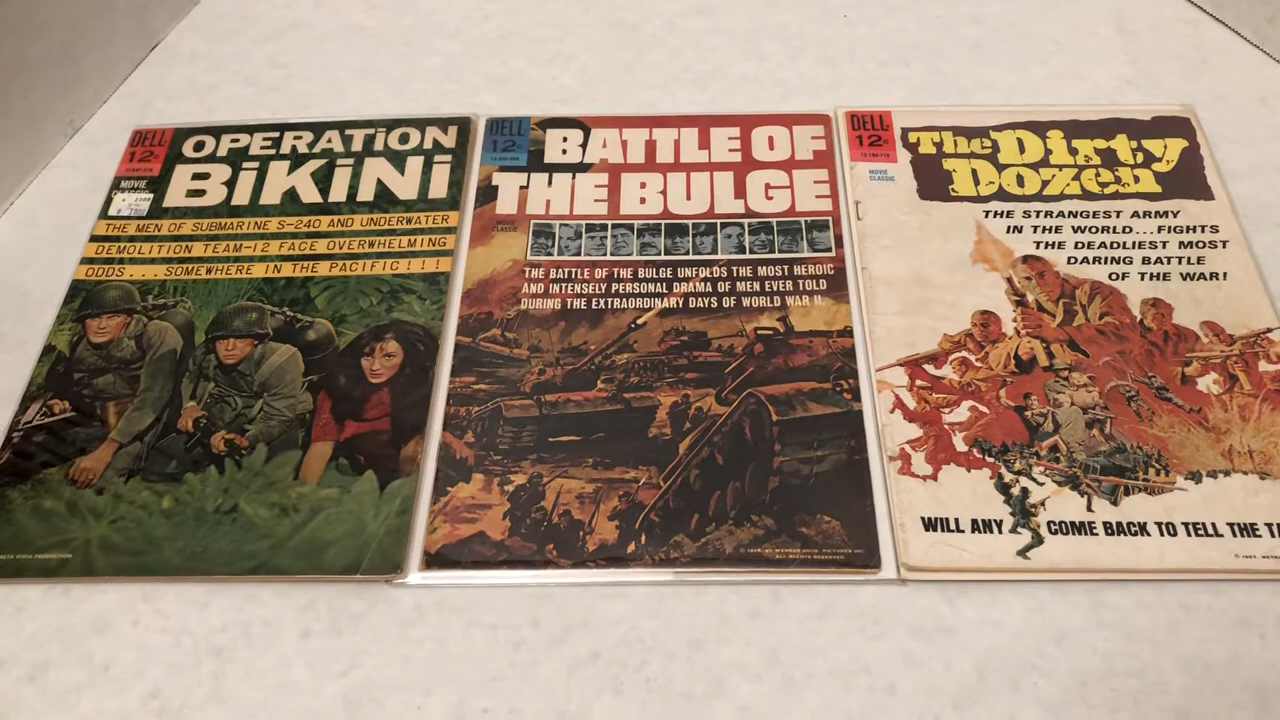 DELL
12¢
OPERATION
BiKiNi
MOVIE
CLASSIC
THE MEN OF SUBMARINE S-240 AND UNDERWATER
DEMOLITION TEAM-12 FACE OVERWHELMING
ODDS....SOMEWHERE IN THE PACIFIC!!!
DELL
12¢
BATTLE OF
THE BULGE
MOVIE
CLASSIC
THE BATTLE OF THE BULGE UNFOLDS THE MOST HEROIC
AND INTENSELY PERSONAL DRAMA OF MEN EVER TOLD
DURING THE EXTRAORDINARY DAYS OF WORLD WAR II.
ALL RIGHTS RESERVED
DELL
12¢
MOVIE
CLASSIC
The Dirty
Dozen
THE STRANGEST ARMY
IN THE WORLD...FIGHTS
THE DEADLIEST MOST
DARING BATTLE
OF THE WAR!
WILL ANY COME BACK TO TELL THE